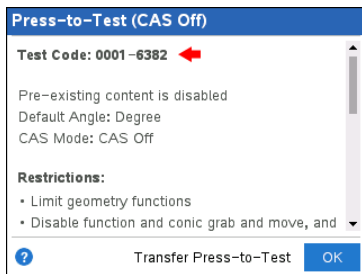 Press-to-Test (CAS Off)
Test Code: 0001-6382
Pre-existing content is disabled
Default Angle: Degree
CAS Mode: CAS Off
Restrictions:
• Limit geometry functions
• Disable function and conic grab and move, and
? Transfer Press-to-Test OK